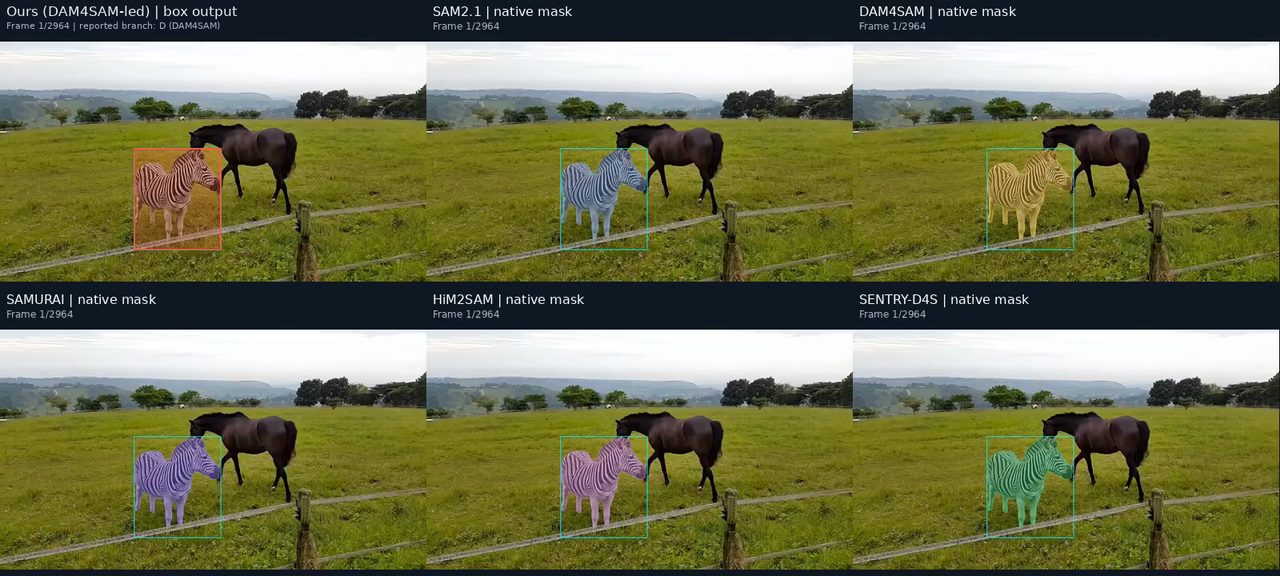 Ours (DAM4SAM-led) | box output
Frame 1/2964 | reported branch: D (DAM4SAM)
SAM2.1 | native mask
Frame 1/2964
DAM4SAM | native mask
Frame 1/2964
SAMURAI | native mask
Frame 1/2964
HiM2SAM | native mask
Frame 1/2964
SENTRY-D4S | native mask
Frame 1/2964